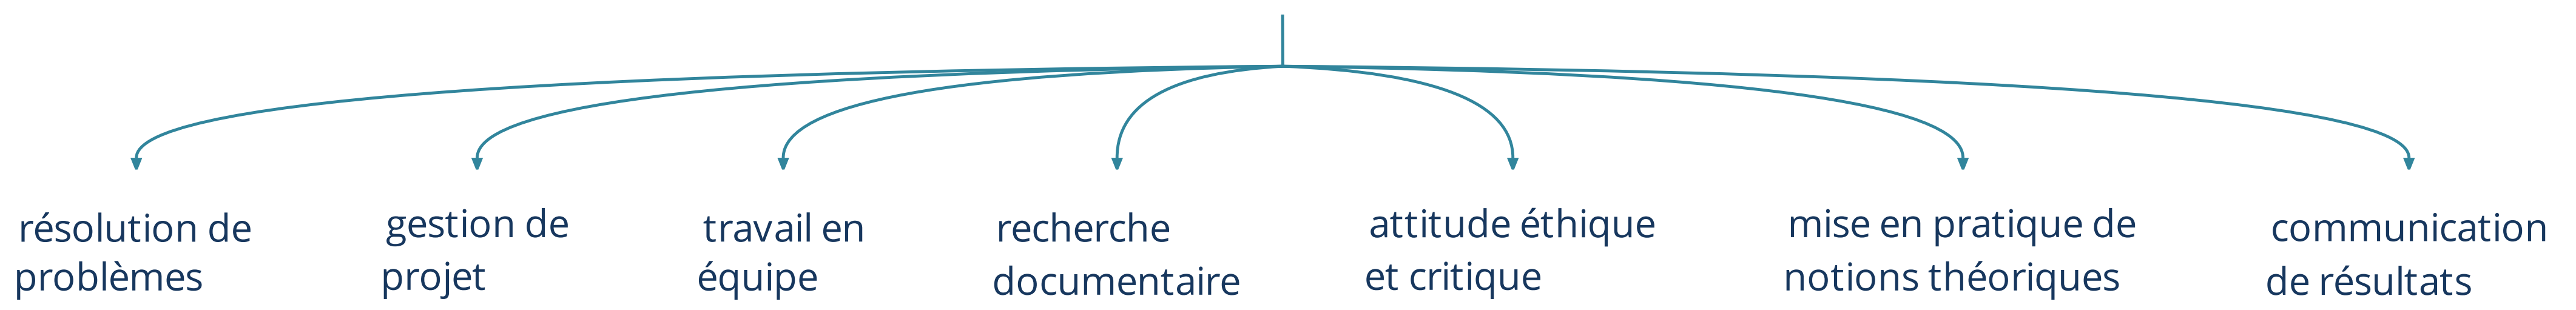 résolution de
problèmes
gestion de
projet
travail en
équipe
recherche
documentaire
attitude éthique
et critique
mise en pratique de
notions théoriques
communication
de résultats